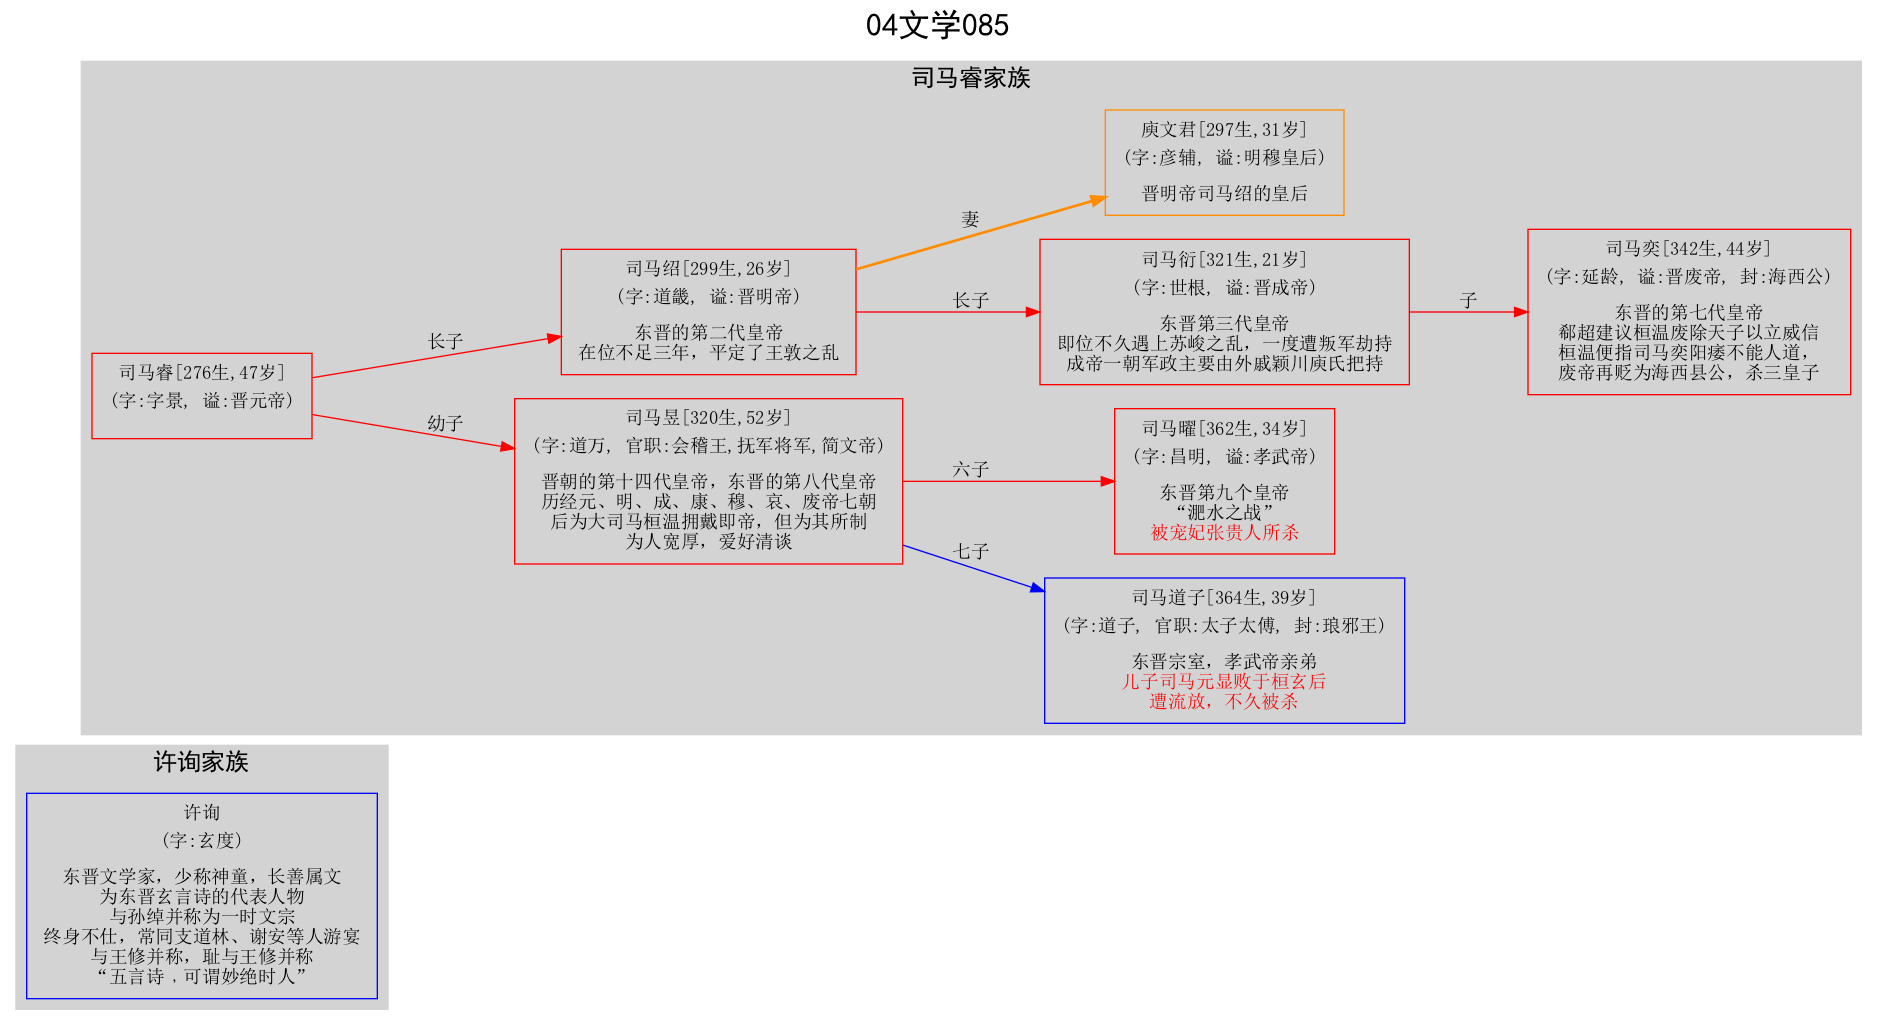 04文学085
司马睿家族
庾文君[297生,31岁]
(字:彦辅, 谥:明穆皇后)
晋明帝司马绍的皇后
妻
司马绍[299生,26岁]
(字:道畿, 谥:晋明帝)
东晋的第二代皇帝
在位不足三年，平定了王敦之乱
长子
司马衍[321生,21岁]
(字:世根, 谥:晋成帝)
东晋第三代皇帝
即位不久遇上苏峻之乱，一度遭叛军劫持
成帝一朝军政主要由外戚颖川庾氏把持
子
司马奕[342生,44岁]
(字:延龄, 谥:晋废帝, 封:海西公)
东晋的第七代皇帝
郗超建议桓温废除天子以立威信
桓温便指司马奕阳痿不能人道，
废帝再贬为海西县公，杀三皇子
长子
司马睿[276生,47岁]
(字:字景, 谥:晋元帝)
幼子
司马昱[320生,52岁]
(字:道万, 官职:会稽王,抚军将军,简文帝)
晋朝的第十四代皇帝，东晋的第八代皇帝
历经元、明、成、康、穆、哀、废帝七朝
后为大司马桓温拥戴即帝，但为其所制
为人宽厚，爱好清谈
六子
司马曜[362生,34岁]
(字:昌明, 谥:孝武帝)
东晋第九个皇帝
“淝水之战”
被宠妃张贵人所杀
七子
司马道子[364生,39岁]
(字:道子, 官职:太子太傅, 封:琅邪王)
东晋宗室，孝武帝亲弟
儿子司马元显败于桓玄后
遭流放，不久被杀
许询家族
许询
(字:玄度)
东晋文学家，少称神童，长善属文
为东晋玄言诗的代表人物
与孙绰并称为一时文宗
终身不仕，常同支道林、谢安等人游宴
与王修并称，耻与王修并称
“五言诗﹐可谓妙绝时人”